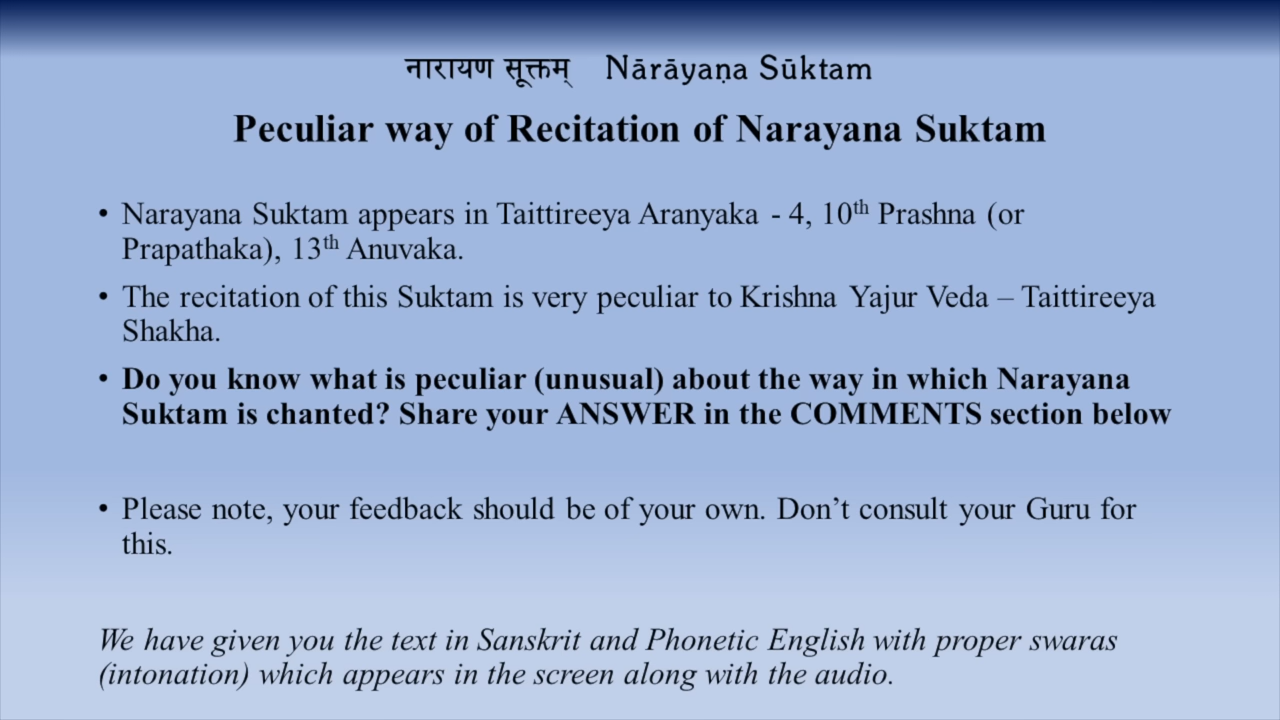 नारायण सूक्तम् Nārāyaṇa Sūktam
Peculiar way of Recitation of Narayana Suktam
• Narayana Suktam appears in Taittireeya Aranyaka - 4, 10th Prashna (or
Prapathaka), 13th Anuvaka.
• The recitation of this Suktam is very peculiar to Krishna Yajur Veda – Taittireeya
Shakha.
• Do you know what is peculiar (unusual) about the way in which Narayana
Suktam is chanted? Share your ANSWER in the COMMENTS section below
• Please note, your feedback should be of your own. Don’t consult your Guru for
this.
We have given you the text in Sanskrit and Phonetic English with proper swaras
(intonation) which appears in the screen along with the audio.